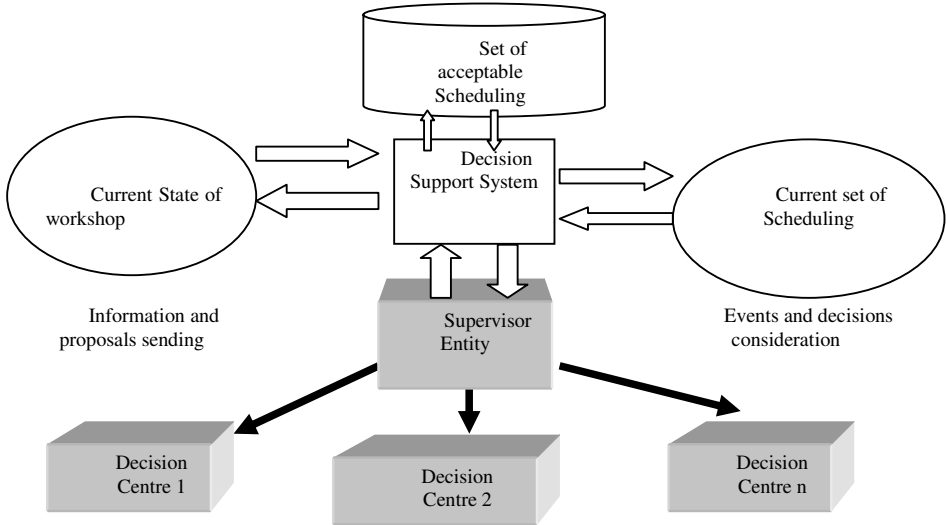 Set of
acceptable
Scheduling
Decision
Support System
Current State of
workshop
Current set of
Scheduling
Information and
proposals sending
Supervisor
Entity
Events and decisions
consideration
Decision
Centre 1
Decision
Centre 2
Decision
Centre n